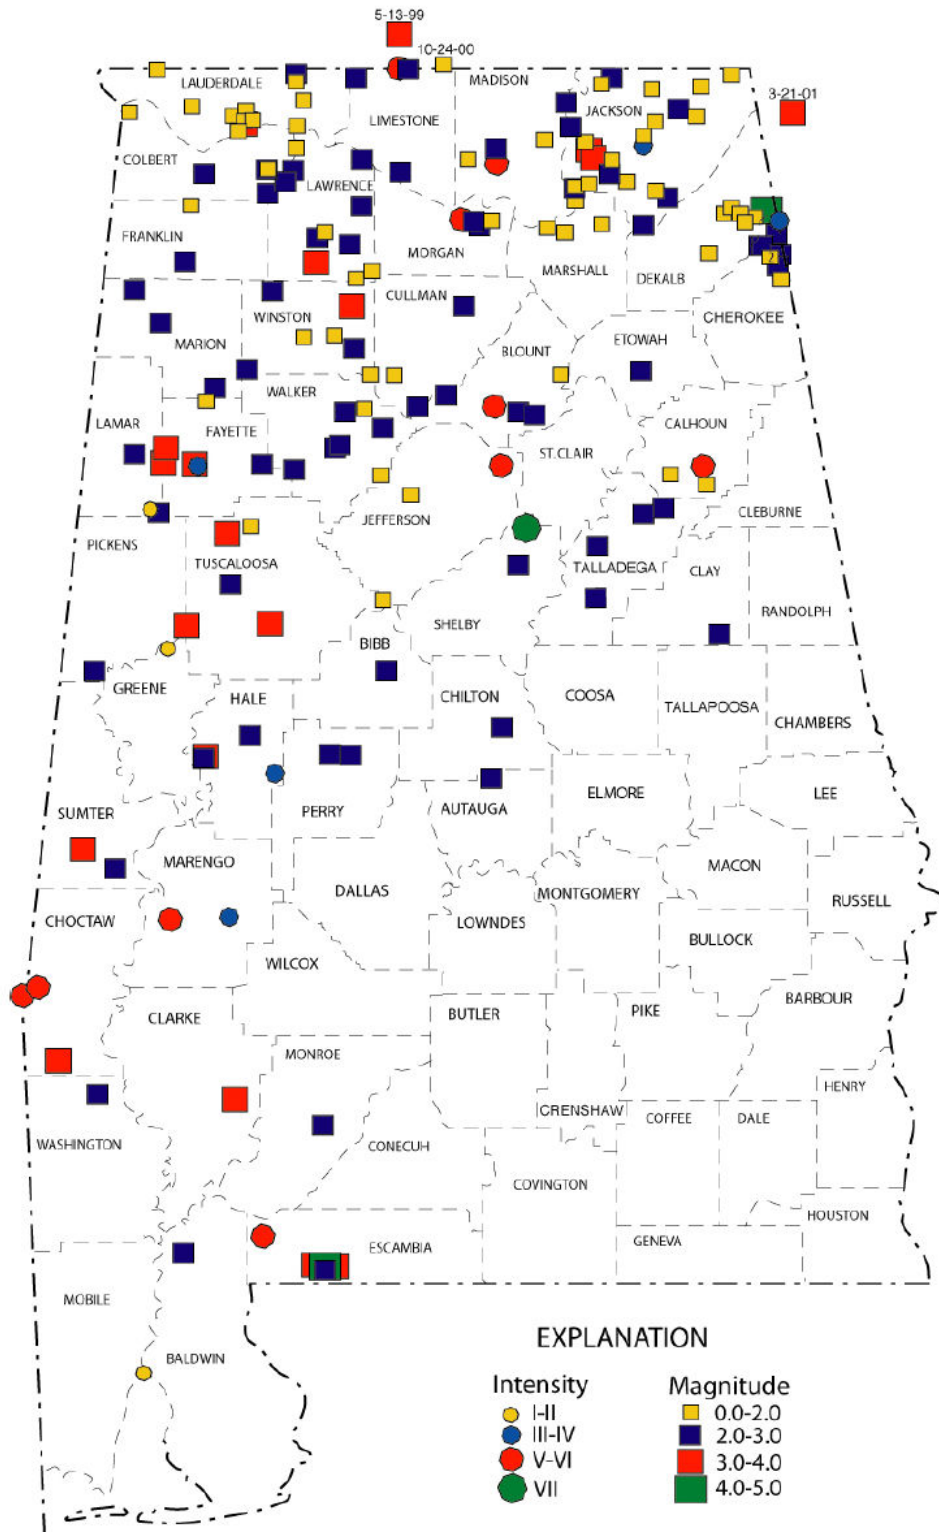 5-13-99
10-24-00
LAUDERDALE
MADISON
3-21-01
JACKSON
LIMESTONE
COLBERT
LAWRENCE
FRANKLIN
MORGAN
MARSHALL
DEKALB
CULLMAN
WINSTON
CHEROKEE
MARION
ETOWAH
BLOUNT
WALKER
LAMAR
CALHOUN
FAYETTE
ST.CLAIR
CLEBURNE
JEFFERSON
PICKENS
TUSCALOOSA
TALLADEGA
CLAY
RANDOLPH
SHELBY
BIBB
GREENE
HALE
CHILTON
COOSA
TALLAPOOSA
CHAMBERS
ELMORE
LEE
AUTAUGA
SUMTER
PERRY
MARENGO
MACON
DALLAS
MONTGOMERY
RUSSELL
CHOCTAW
LOWNDES
BULLOCK
WILCOX
BARBOUR
CLARKE
BUTLER
PIKE
MONROE
HENRY
CRENSHAW
COFFEE
DALE
WASHINGTON
CONECUH
COVINGTON
HOUSTON
ESCAMBIA
GENEVA
MOBILE
BALDWIN
EXPLANATION
Intensity
I-II
III-IV
V-VI
VII
Magnitude
0.0-2.0
2.0-3.0
3.0-4.0
4.0-5.0